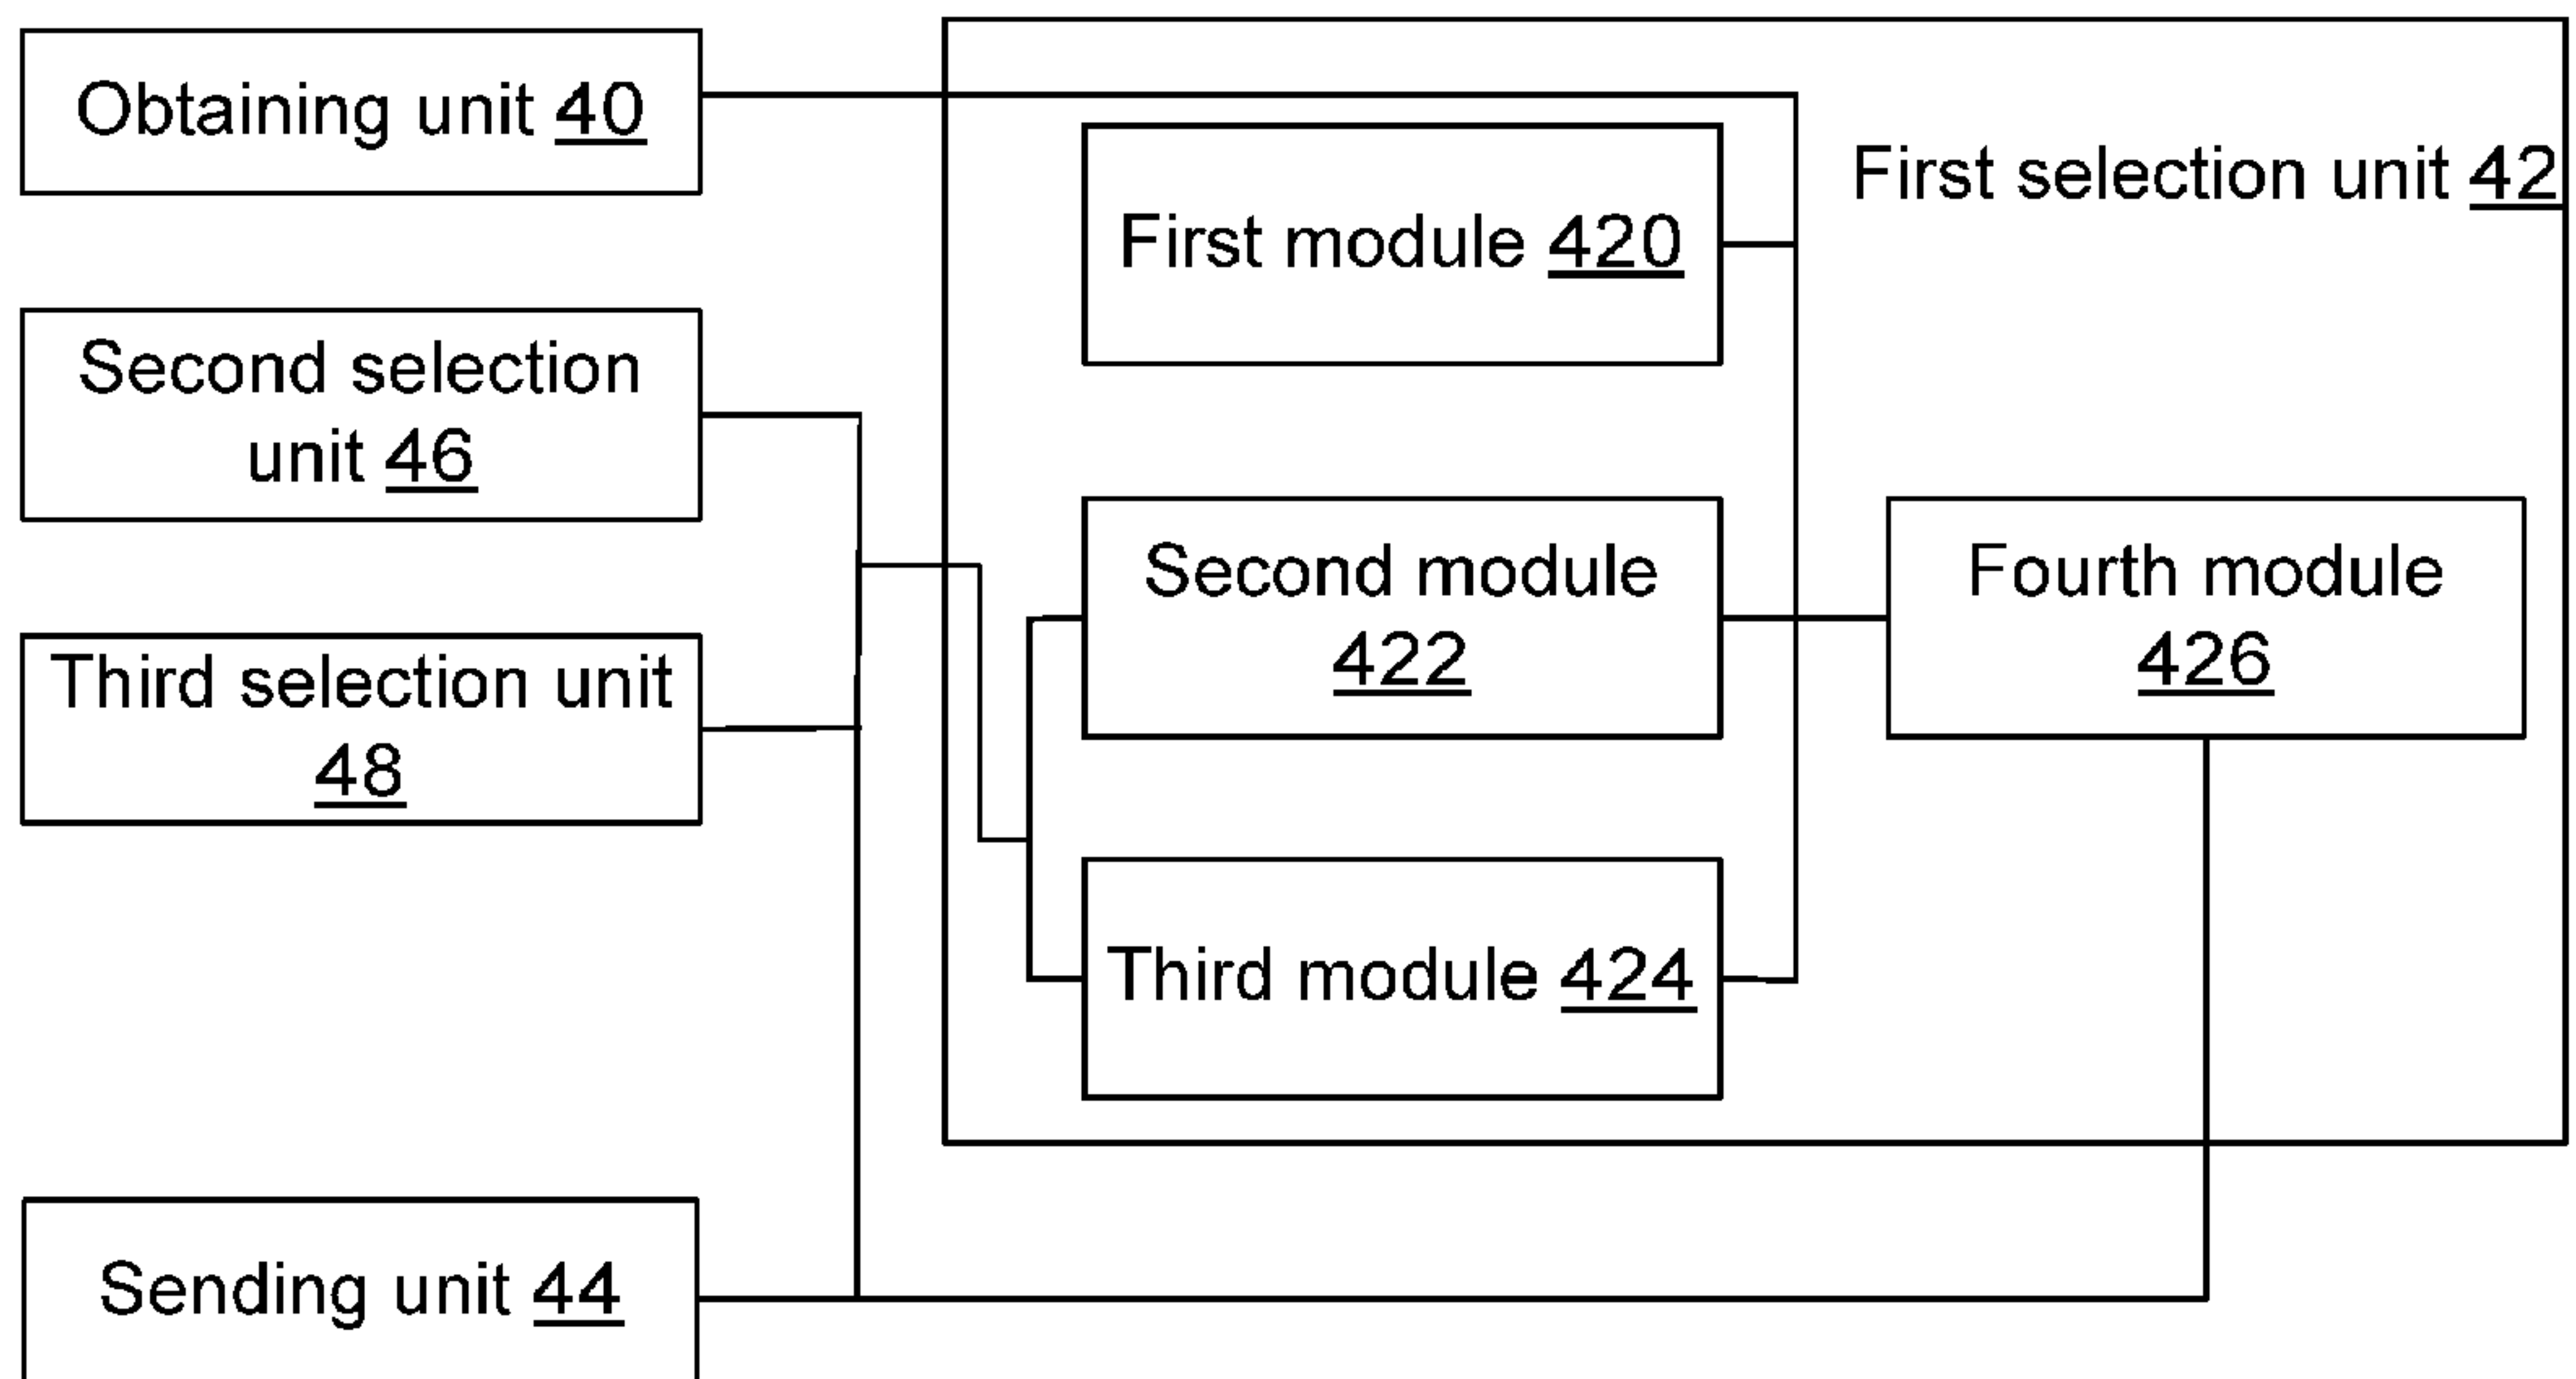 Obtaining unit 40
First selection unit 42
First module 420
Second selection
unit 46
Second module
422
Fourth module
426
Third selection unit
48
Third module 424
Sending unit 44